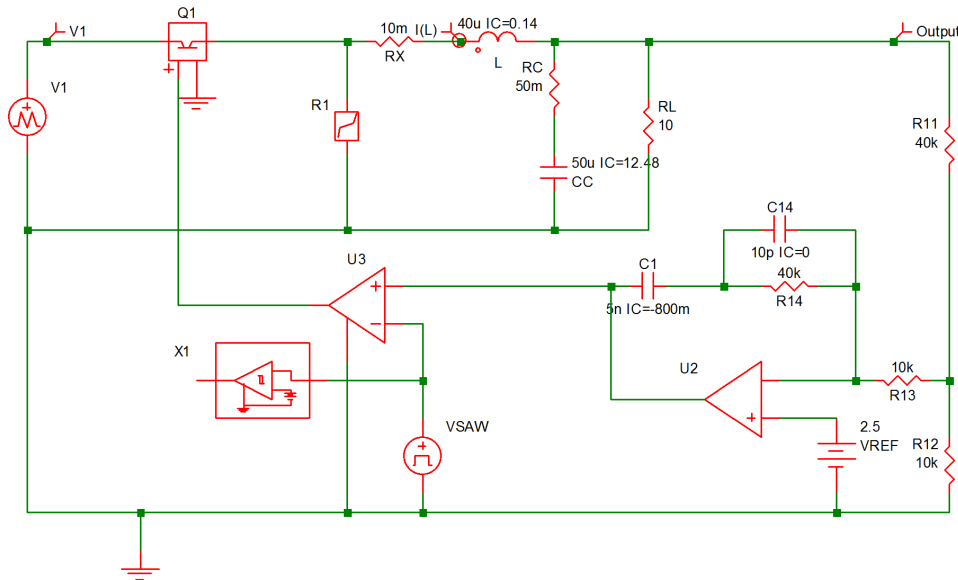 Q1
V1
10m
RX
I(L)
40u IC=0.14
L
Output
V1
R1
RC
50m
RL
10
R11
40k
50u IC=12.48
CC
C14
10p IC=0
U3
C1
40k
R14
5n IC=-800m
X1
U2
10k
R13
VSAW
2.5
VREF
R12
10k